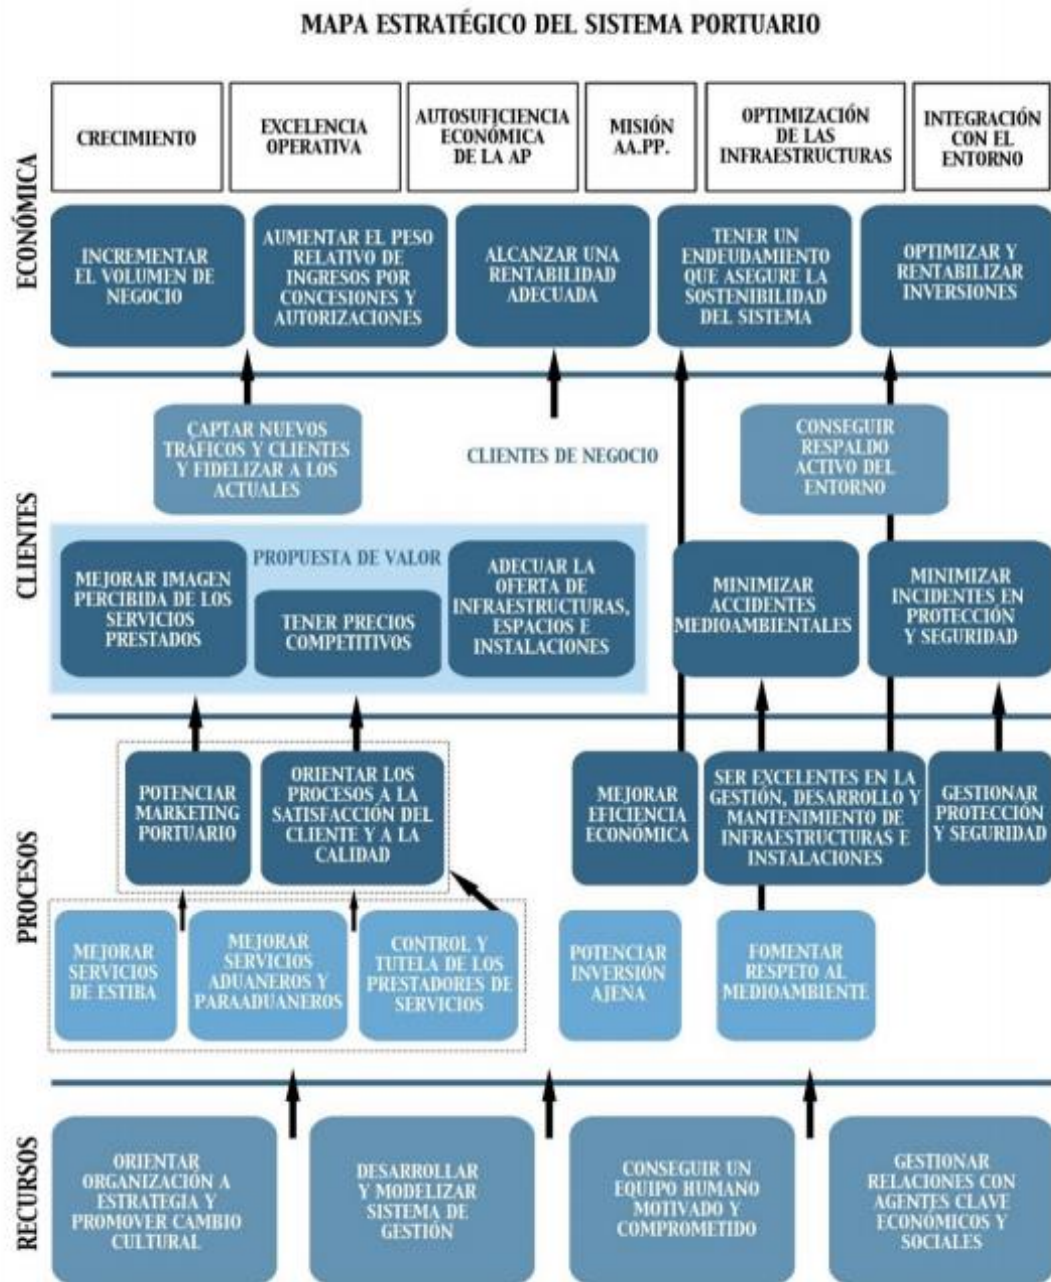 MAPA ESTRATÉGICO DEL SISTEMA PORTUARIO
ECONÓMICA
CRECIMIENTO
EXCELENCIA
OPERATIVA
AUTOSUFICIENCIA
ECONÓMICA
DE LA AP
MISIÓN
AA.PP.
OPTIMIZACIÓN
DE LAS
INFRAESTRUCTURAS
INTEGRACIÓN
CON EL
ENTORNO
INCREMENTAR
EL VOLUMEN DE
NEGOCIO
AUMENTAR EL PESO
RELATIVO DE
INGRESOS POR
CONCESIONES Y
AUTORIZACIONES
ALCANZAR UNA
RENTABILIDAD
ADECUADA
TENER UN
ENDEUDAMIENTO
QUE ASEGURE LA
SOSTENIBILIDAD
DEL SISTEMA
OPTIMIZAR Y
RENTABILIZAR
INVERSIONES
CLIENTES
CAPTAR NUEVOS
TRÁFICOS Y CLIENTES
Y FIDELIZAR A LOS
ACTUALES
CLIENTES DE NEGOCIO
CONSEGUIR
RESPALDO
ACTIVO DEL
ENTORNO
PROPUESTA DE VALOR
MEJORAR IMAGEN
PERCIBIDA DE LOS
SERVICIOS
PRESTADOS
TENER PRECIOS
COMPETITIVOS
ADECUAR LA
OFERTA DE
INFRAESTRUCTURAS,
ESPACIOS E
INSTALACIONES
MINIMIZAR
ACCIDENTES
MEDIOAMBIENTALES
MINIMIZAR
INCIDENTES EN
PROTECCIÓN
Y SEGURIDAD
PROCESOS
POTENCIAR
MARKETING
PORTUARIO
ORIENTAR LOS
PROCESOS A LA
SATISFACCIÓN DEL
CLIENTE Y A LA
CALIDAD
MEJORAR
EFICIENCIA
ECONÓMICA
SER EXCELENTES EN LA
GESTIÓN, DESARROLLO Y
MANTENIMIENTO DE
INFRAESTRUCTURAS E
INSTALACIONES
GESTIONAR
PROTECCIÓN
Y SEGURIDAD
MEJORAR
SERVICIOS
DE ESTIBA
MEJORAR
SERVICIOS
ADUANEROS Y
PARAADUANEROS
CONTROL Y
TUTELA DE LOS
PRESTADORES DE
SERVICIOS
POTENCIAR
INVERSIÓN
AJENA
FOMENTAR
RESPETO AL
MEDIOAMBIENTE
RECURSOS
ORIENTAR
ORGANIZACIÓN A
ESTRATEGIA Y
PROMOVER CAMBIO
CULTURAL
DESARROLLAR
Y MODELIZAR
SISTEMA DE
GESTIÓN
CONSEGUIR UN
EQUIPO HUMANO
MOTIVADO Y
COMPROMETIDO
GESTIONAR
RELACIONES CON
AGENTES CLAVE
ECONÓMICOS Y
SOCIALES